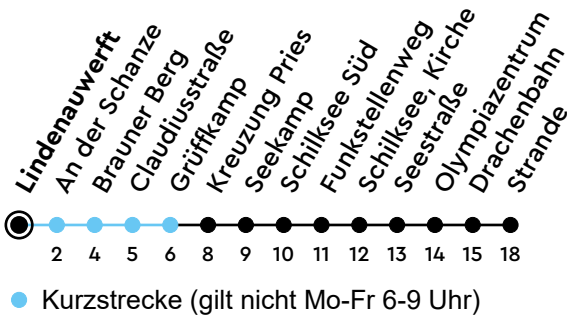 Lindenauwerft
An der Schanze
Brauner Berg
Claudiusstraße
Grüffkamp
Kreuzung Pries
Seekamp
Schilksee Süd
Funkstellenweg
Schilksee, Kirche
Seestraße
Olympiazentrum
Drachenbahn
Strande
2 4 5 6 8 9 10 11 12 13 14 15 18
Kurzstrecke (gilt nicht Mo-Fr 6-9 Uhr)